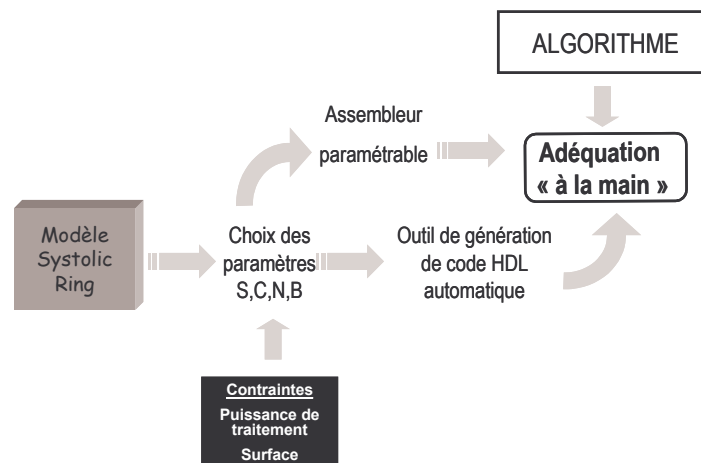 ALGORITHME
Assembleur
paramétrable
Adéquation
« à la main »
Modèle
Systolic
Ring
Choix des
paramètres
S,C,N,B
Outil de génération
de code HDL
automatique
Contraintes
Puissance de
traitement
Surface